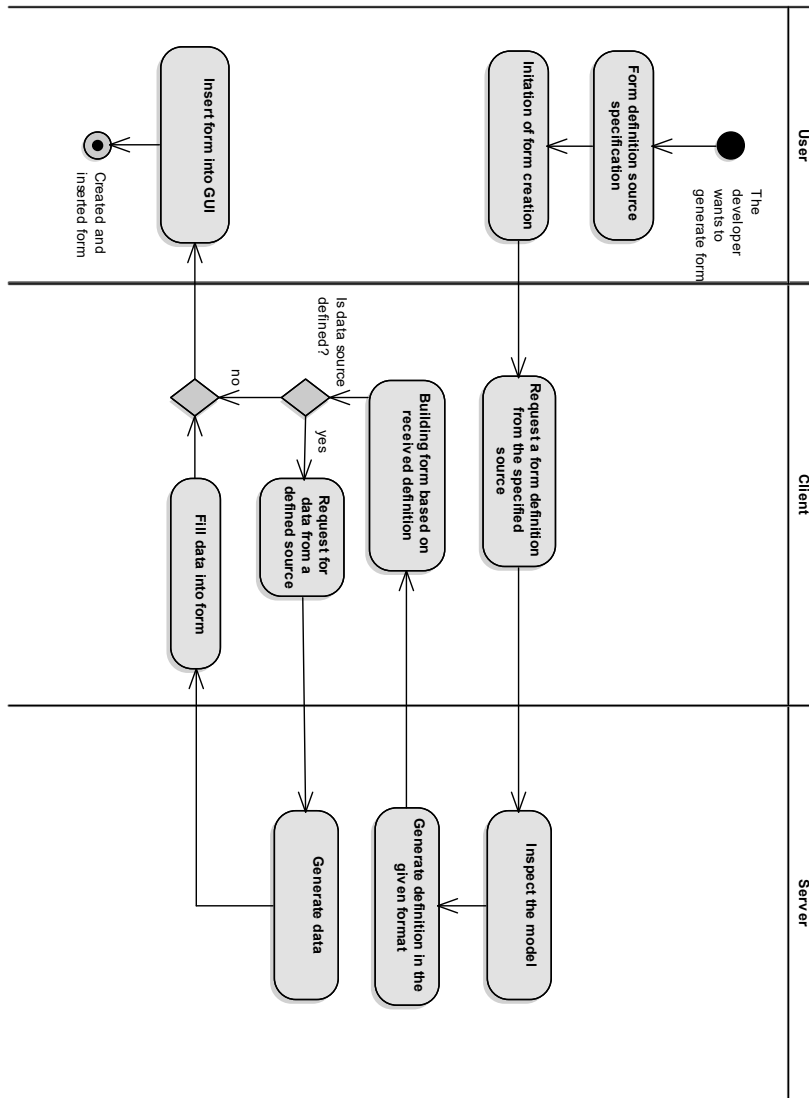 User
Client
Server
The
developer
wants to
generate form
Form definition source
specification
Initation of form creation
Request a form definition
from the specified
source
Inspect the model
Generate definition in the
given format
Building form based on
received definition
Is data source
defined?
yes
no
Request for
data from a
defined source
Generate data
Fill data into form
Insert form into GUI
Created and
inserted form